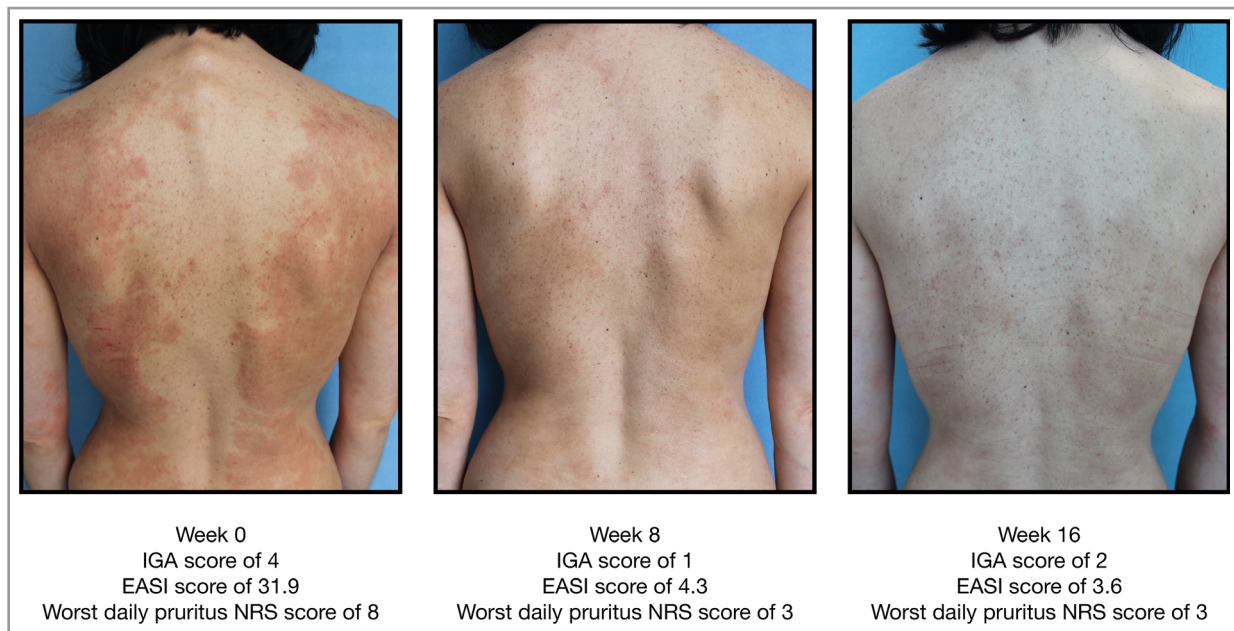 Week 0
IGA score of 4
EASI score of 31.9
Worst daily pruritus NRS score of 8
Week 8
IGA score of 1
EASI score of 4.3
Worst daily pruritus NRS score of 3
Week 16
IGA score of 2
EASI score of 3.6
Worst daily pruritus NRS score of 3